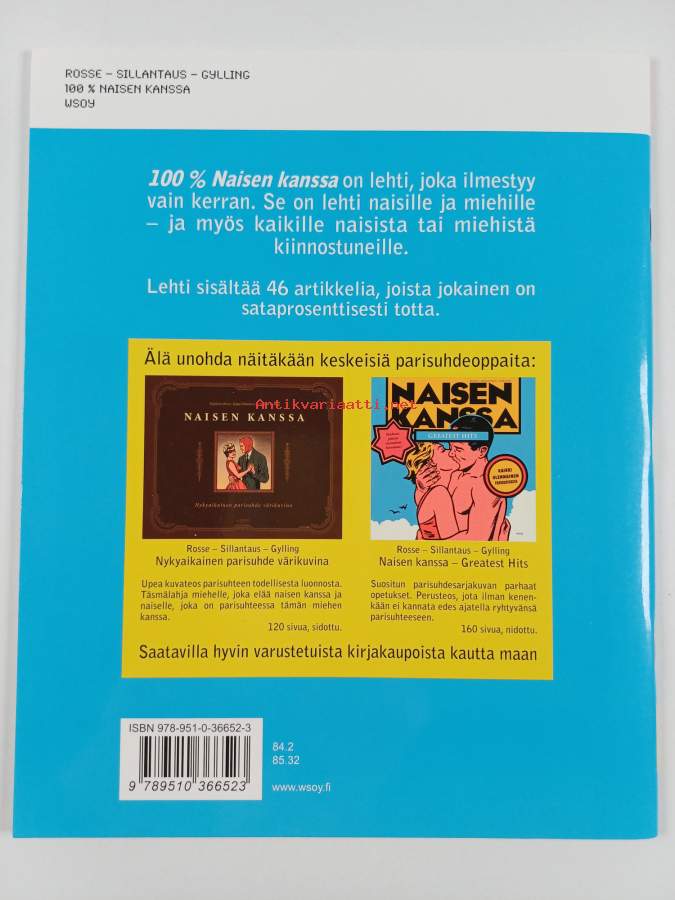 ROSSE – SILLANTAUS – GYLLING
100 % NAISEN KANSSA
WSOY
100 % Naisen kanssa on lehti, joka ilmestyy
vain kerran. Se on lehti naisille ja miehille
– ja myös kaikille naisista tai miehistä
kiinnostuneille.
Lehti sisältää 46 artikkelia, joista jokainen on
sataprosenttisesti totta.
Älä unohda näitäkään keskeisiä parisuhdeoppaita:
Antikvariaatti.net
NAISEN KANSSA
Nykyaikainen parisuhde värikuvina
Rosse – Sillantaus – Gylling
Nykyaikainen parisuhde värikuvina
Upea kuvateos parisuhteen todellisesta luonnosta.
Täsmälahja miehelle, joka elää naisen kanssa ja
naiselle, joka on parisuhteessa tämän miehen
kanssa.
120 sivua, sidottu.
NAISEN
KANSSA
GREATEST HITS
KAIKKI
OLENNAINEN
Rosse – Sillantaus – Gylling
Naisen kanssa – Greatest Hits
Suositun parisuhdesarjakuvan parhaat
opetukset. Perusteos, jota ilman kenen-
kään ei kannata edes ajatella ryhtyvänsä
parisuhteeseen.
160 sivua, nidottu.
Saatavilla hyvin varustetuista kirjakaupoista kautta maan
ISBN 978-951-0-36652-3
9 789510 366523
84.2
85.32
www.wsoy.fi